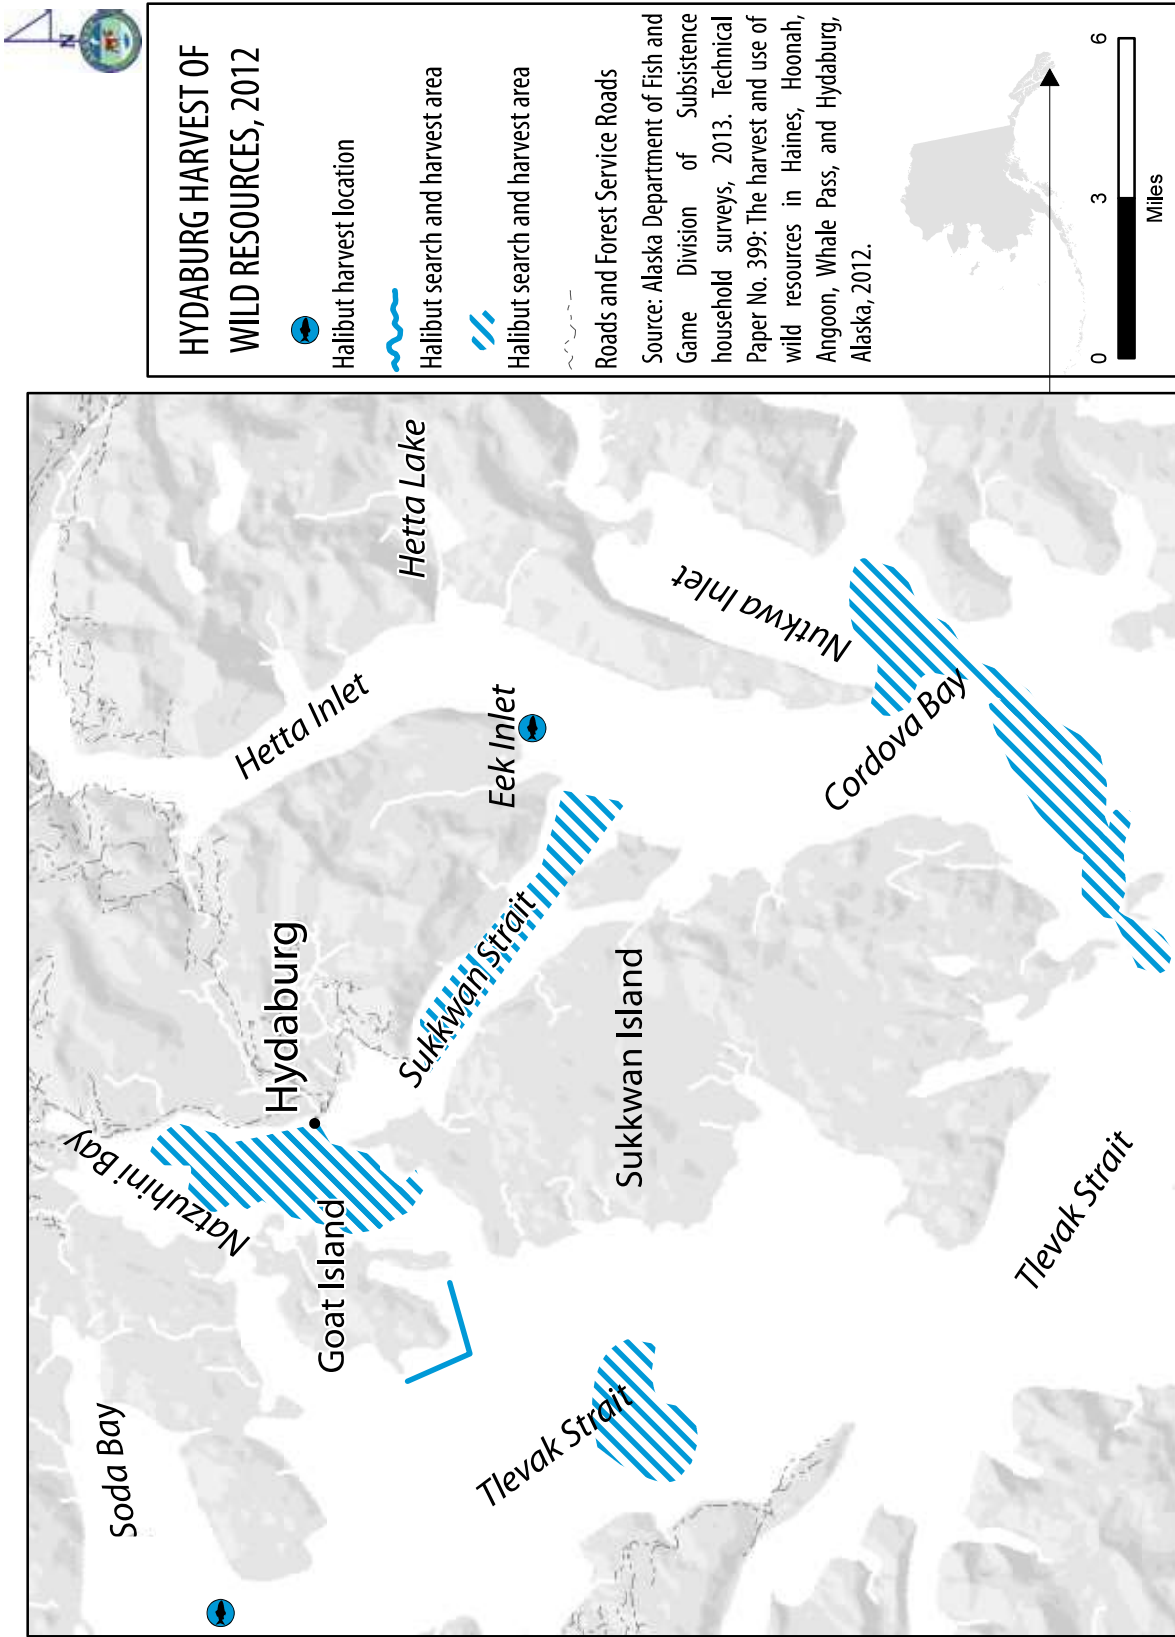 HYDABURG HARVEST OF
WILD RESOURCES, 2012
Halibut harvest location
Halibut search and harvest area
Halibut search and harvest area
Roads and Forest Service Roads
Source: Alaska Department of Fish and
Game Division of Subsistence
household surveys, 2013. Technical
Paper No. 399: The harvest and use of
wild resources in Haines, Hoonah,
Angoon, Whale Pass, and Hydaburg,
Alaska, 2012.
0 3 6
Miles
N
Soda Bay
Natzuhini Bay
Hydaburg
Goat Island
Hetta Inlet
Hetta Lake
Eek Inlet
Sukkwan Strait
Sukkwan Island
Nutkwa Inlet
Cordova Bay
Tlevak Strait
Tlevak Strait